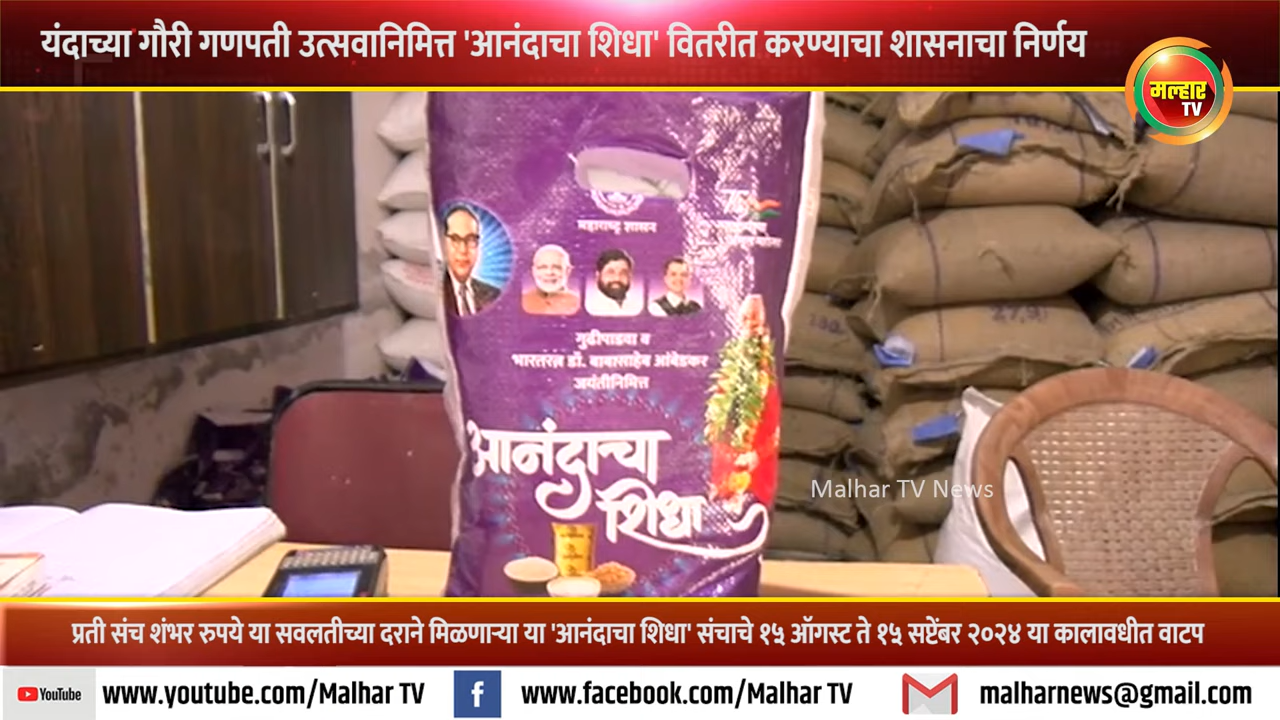 यंदाच्या गौरी गणपती उत्सवानिमित्त 'आनंदाचा शिधा' वितरीत करण्याचा शासनाचा निर्णय
मल्हार
TV
महाराष्ट्र शासन
गुढीपाडवा व
भारतरत्न डॉ. बाबासाहेब आंबेडकर
जयंतीनिमित्त
आनंदाचा
शिधा
Malhar TV News
प्रती संच शंभर रुपये या सवलतीच्या दराने मिळणाऱ्या या 'आनंदाचा शिधा' संचाचे १५ ऑगस्ट ते १५ सप्टेंबर २०२४ या कालावधीत वाटप
YouTube www.youtube.com/Malhar TV www.facebook.com/Malhar TV malharnews@gmail.com